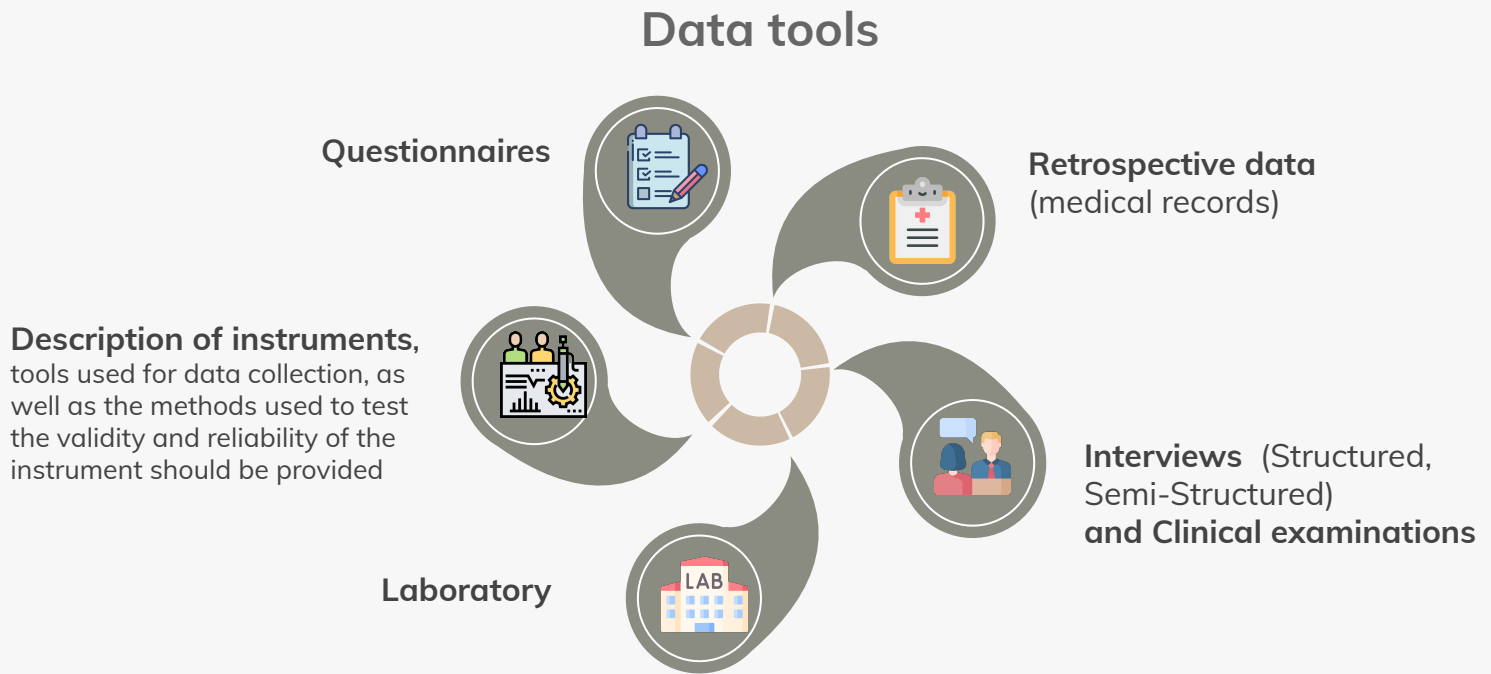 Data tools
Questionnaires
Retrospective data
(medical records)
Description of instruments,
tools used for data collection, as
well as the methods used to test
the validity and reliability of the
instrument should be provided
Interviews (Structured,
Semi-Structured)
and Clinical examinations
Laboratory
LAB